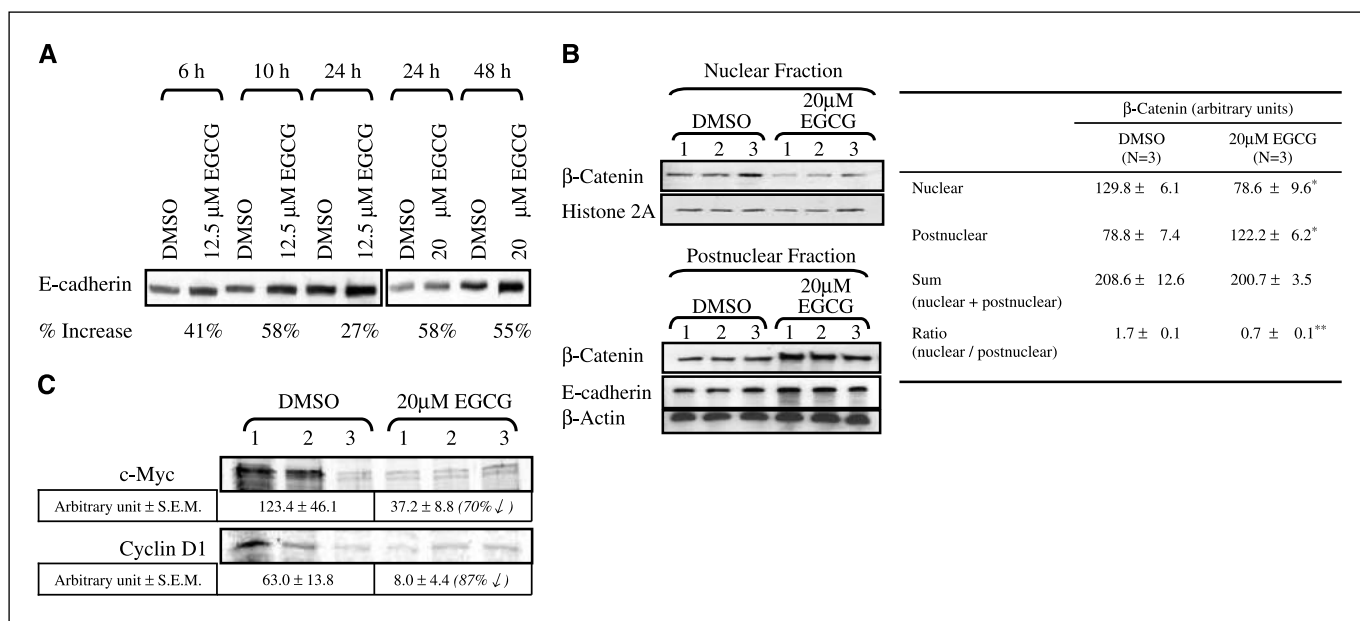 A
6 h 10 h 24 h 24 h 48 h
DMSO 12.5 µM EGCG DMSO 12.5 µM EGCG DMSO 12.5 µM EGCG DMSO 20 µM EGCG DMSO 20 µM EGCG
E-cadherin
% Increase 41% 58% 27% 58% 55%
B
Nuclear Fraction
DMSO 20µM EGCG
1 2 3 1 2 3
β-Catenin
Histone 2A
Postnuclear Fraction
DMSO 20µM EGCG
1 2 3 1 2 3
β-Catenin
E-cadherin
β-Actin
β-Catenin (arbitrary units)
DMSO 20µM EGCG
(N=3) (N=3)
Nuclear 129.8 ± 6.1 78.6 ± 9.6*
Postnuclear 78.8 ± 7.4 122.2 ± 6.2*
Sum 208.6 ± 12.6 200.7 ± 3.5
(nuclear + postnuclear)
Ratio 1.7 ± 0.1 0.7 ± 0.1**
(nuclear / postnuclear)
C
DMSO 20µM EGCG
1 2 3 1 2 3
c-Myc
Arbitrary unit ± S.E.M. 123.4 ± 46.1 37.2 ± 8.8 (70% ↓)
Cyclin D1
Arbitrary unit ± S.E.M. 63.0 ± 13.8 8.0 ± 4.4 (87% ↓)